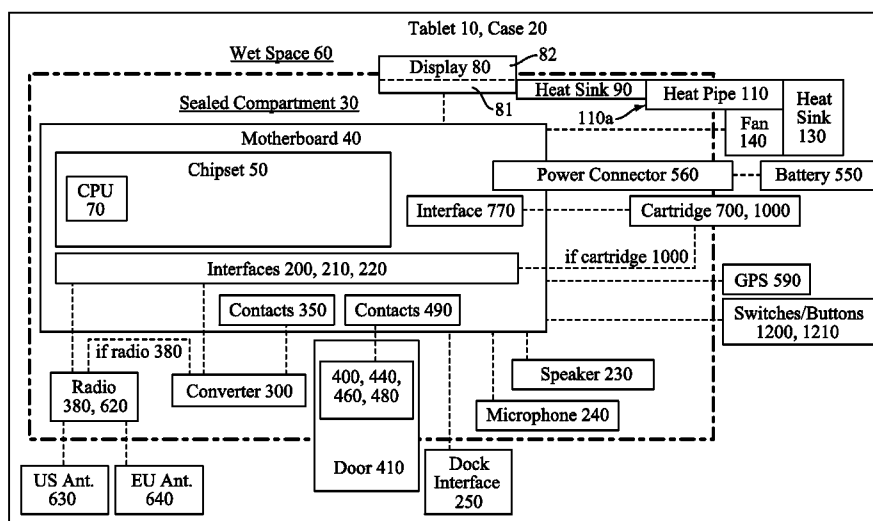 Tablet 10, Case 20
Wet Space 60
82
Display 80
81
Heat Sink 90
Heat Pipe 110
Heat
Sink
130
110a
Fan
140
Sealed Compartment 30
Motherboard 40
Chipset 50
CPU
70
Power Connector 560
Battery 550
Interface 770
Cartridge 700, 1000
if cartridge 1000
Interfaces 200, 210, 220
GPS 590
Contacts 350
Contacts 490
Switches/Buttons
1200, 1210
if radio 380
Radio
380, 620
Converter 300
400, 440,
460, 480
Speaker 230
Microphone 240
Door 410
Dock
Interface
250
US Ant.
630
EU Ant.
640